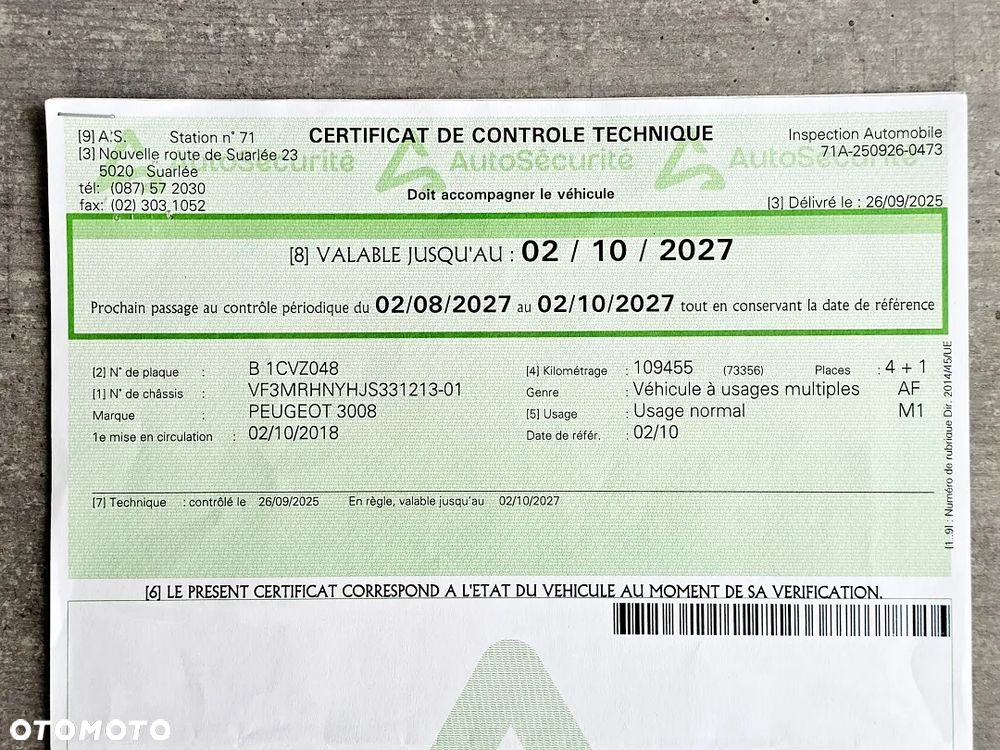 [9] A.S. Station n° 71
[3] Nouvelle route de Suarlée 23
5020 Suarlée
tél: (087) 57 2030
fax: (02) 303 1052
CERTIFICAT DE CONTROLE TECHNIQUE
AutoSécurité AutoSécurité AutoSécurité
Doit accompagner le véhicule
Inspection Automobile
71A-250926-0473
[3] Délivré le : 26/09/2025
[8] VALABLE JUSQU'AU : 02 / 10 / 2027
Prochain passage au contrôle périodique du 02/08/2027 au 02/10/2027 tout en conservant la date de référence
[2] N° de plaque : B 1CVZ048
[1] N° de châssis : VF3MRHNYHJS331213-01
Marque : PEUGEOT 3008
1e mise en circulation : 02/10/2018
[4] Kilométrage : 109455 (73356) Places : 4 + 1
Genre : Véhicule à usages multiples AF
[5] Usage : Usage normal M1
Date de référ. : 02/10
[7] Technique : contrôlé le 26/09/2025 En règle, valable jusqu'au 02/10/2027
[1..9] : Numéro de rubrique Dir. 2014/45/UE
[6] LE PRESENT CERTIFICAT CORRESPOND A L'ETAT DU VEHICULE AU MOMENT DE SA VERIFICATION.
OTOMOTO